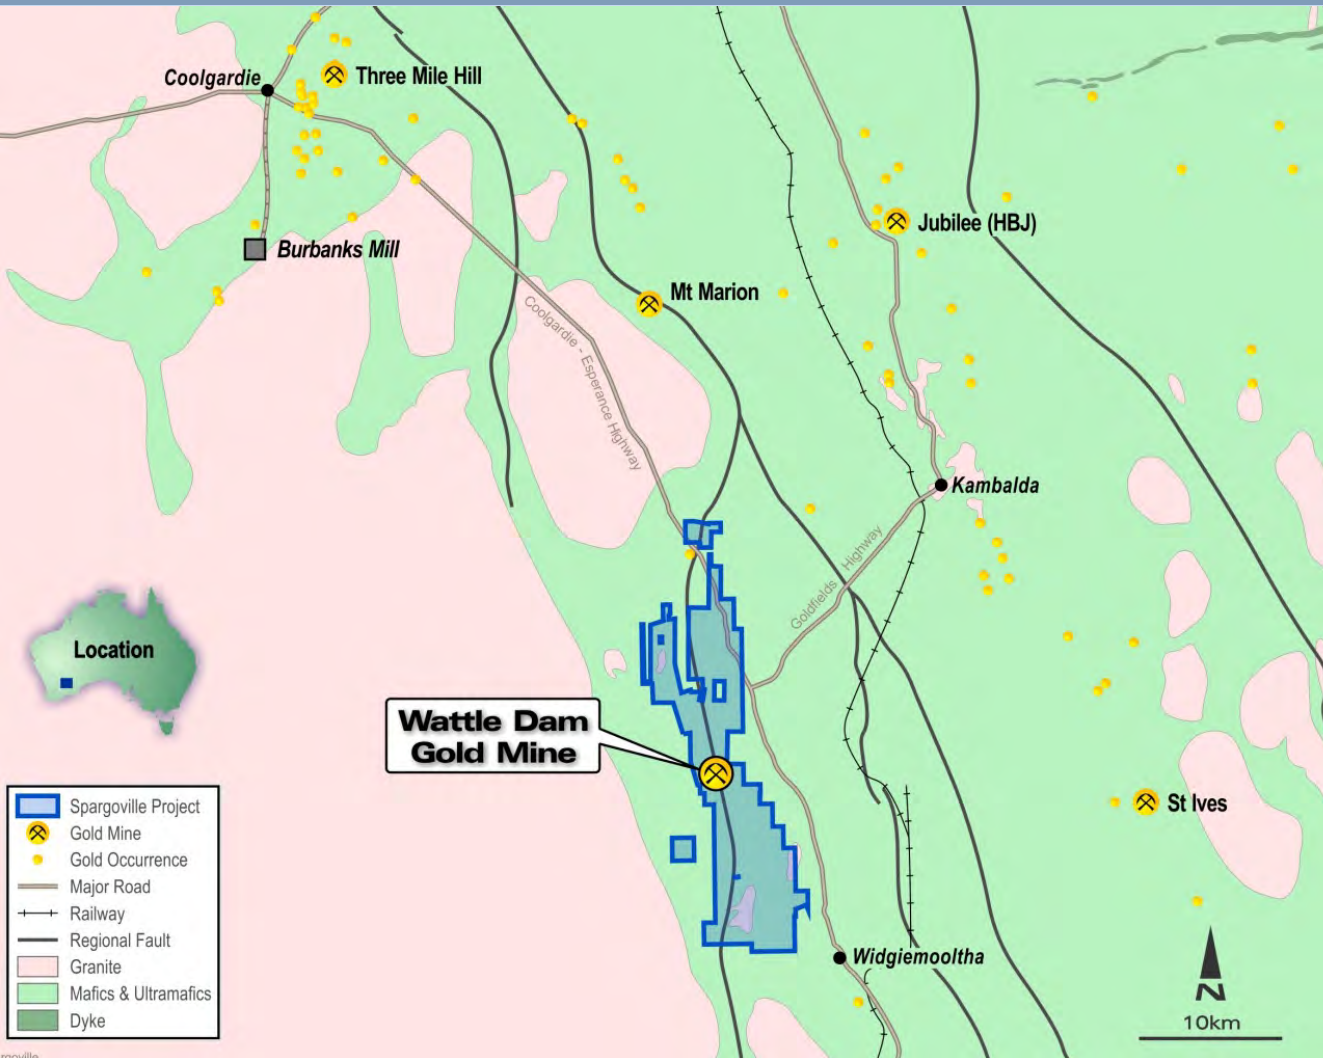 Coolgardie
Three Mile Hill
Burbanks Mill
Jubilee (HBJ)
Mt Marion
Coolgardie - Esperance Highway
Kambalda
Goldfields Highway
Location
Wattle Dam
Gold Mine
St Ives
Widgiemooltha
Spargoville Project
Gold Mine
Gold Occurrence
Major Road
Railway
Regional Fault
Granite
Mafics & Ultramafics
Dyke
N
10km